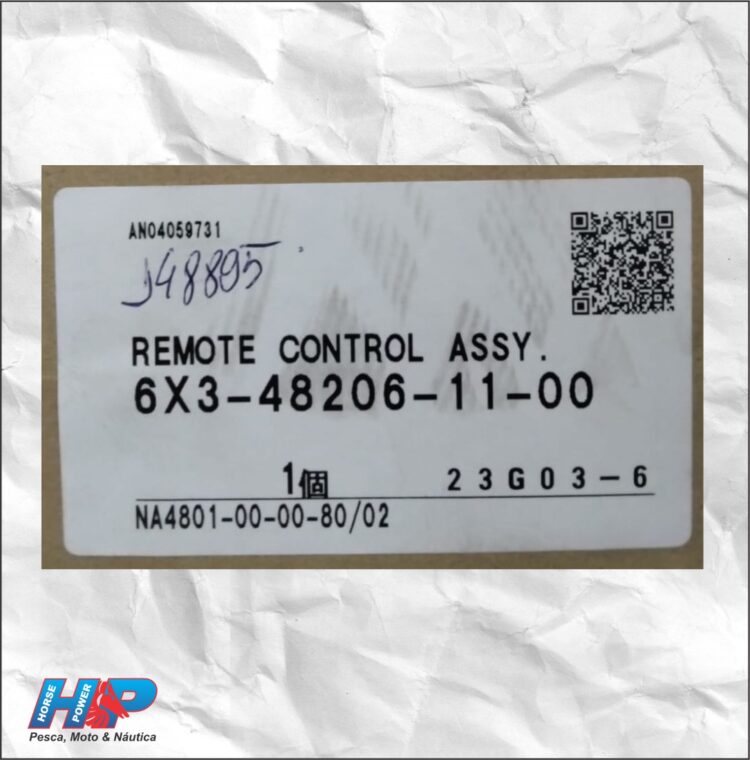 AN04059731
J48895
REMOTE CONTROL ASSY.
6X3-48206-11-00
1個 23G03-6
NA4801-00-00-80/02
HORSE POWER
HP
Pesca, Moto & Náutica